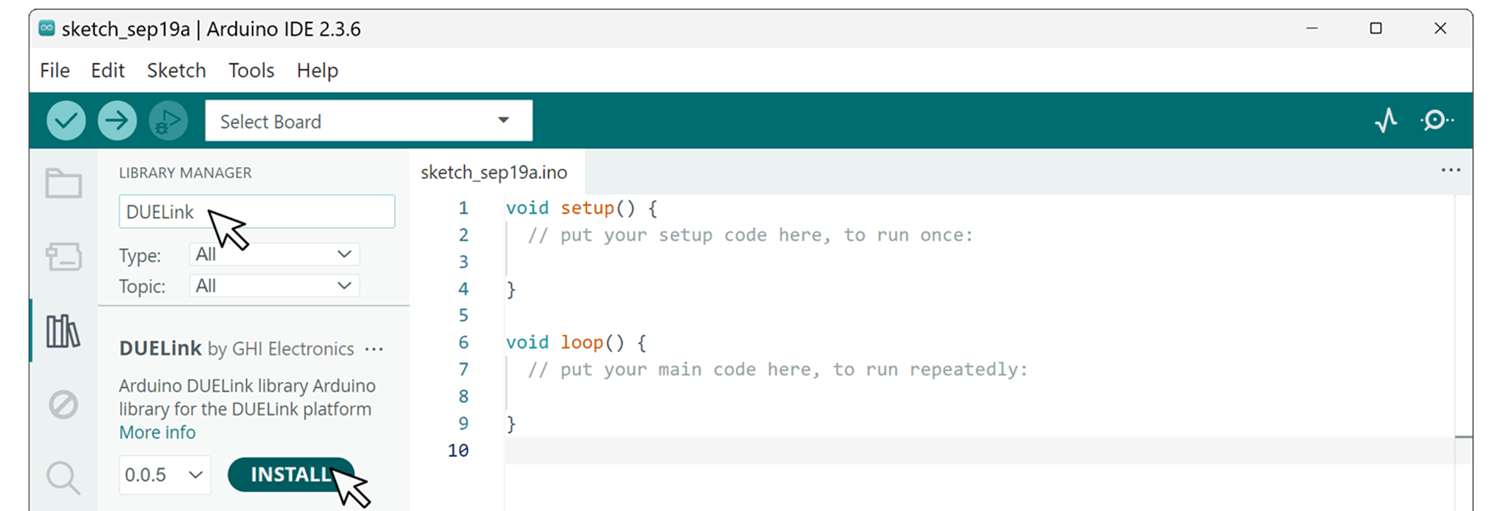 sketch_sep19a | Arduino IDE 2.3.6
File Edit Sketch Tools Help
Select Board
LIBRARY MANAGER
DUELink
Type: All
Topic: All
DUELink by GHI Electronics ...
Arduino DUELink library Arduino
library for the DUELink platform
More info
0.0.5 INSTALL
sketch_sep19a.ino
...
1 void setup() {
2 // put your setup code here, to run once:
3
4 }
5
6 void loop() {
7 // put your main code here, to run repeatedly:
8
9 }
10